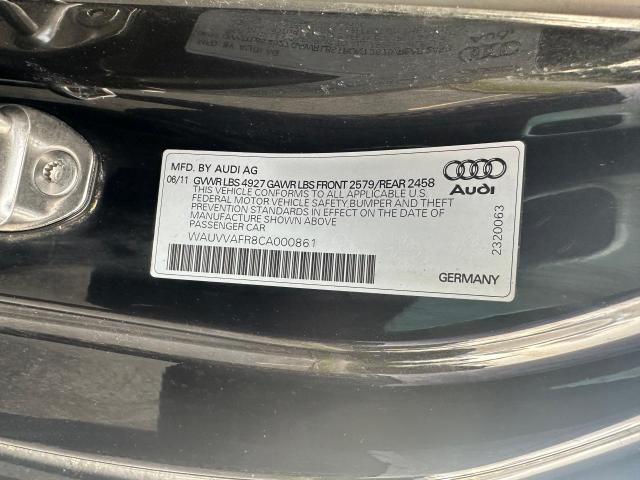 MFD. BY AUDI AG
06/11 GVWR LBS 4927 GAWR LBS FRONT 2579/REAR 2458
THIS VEHICLE CONFORMS TO ALL APPLICABLE U.S.
FEDERAL MOTOR VEHICLE SAFETY,BUMPER AND THEFT
PREVENTION STANDARDS IN EFFECT ON THE DATE OF
MANUFACTURE SHOWN ABOVE
PASSENGER CAR
WAUVVAFR8CA000861
Audi
2320063
GERMANY